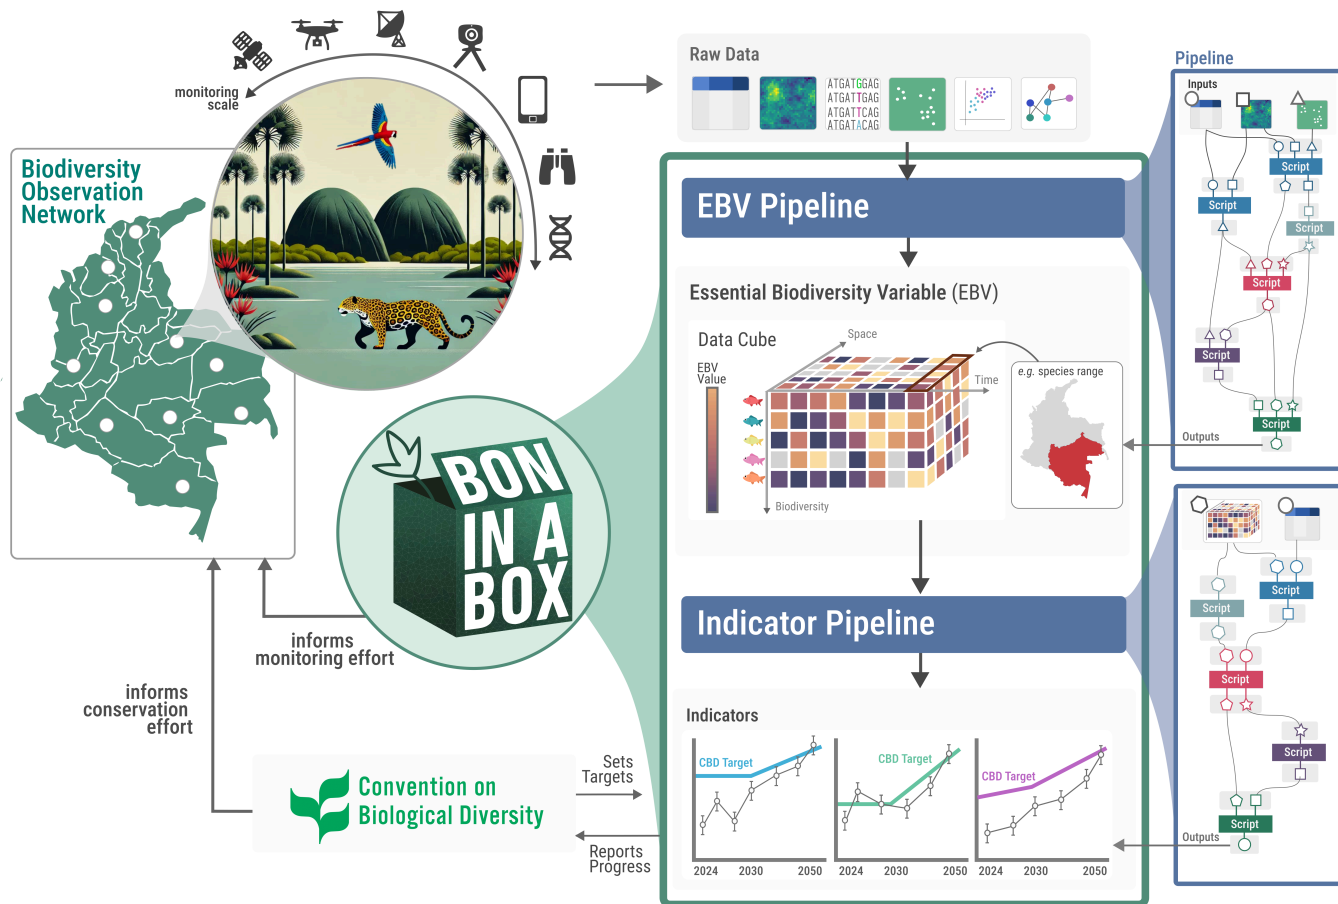 monitoring
scale
Biodiversity
Observation
Network
Raw Data
ATGATGGAG
ATGATTGAG
ATGATTCAG
ATGATACAG
EBV Pipeline
Essential Biodiversity Variable (EBV)
Data Cube
EBV
Value
Space
Time
Biodiversity
e.g. species range
Indicator Pipeline
Indicators
CBD Target
2024
2030
2050
CBD Target
2024
2030
2050
CBD Target
2024
2030
2050
BON
IN A
BOX
informs
monitoring effort
informs
conservation
effort
Convention on
Biological Diversity
Sets
Targets
Reports
Progress
Pipeline
Inputs
Script
Script
Script
Script
Script
Script
Outputs
Script
Script
Script
Script
Script
Outputs